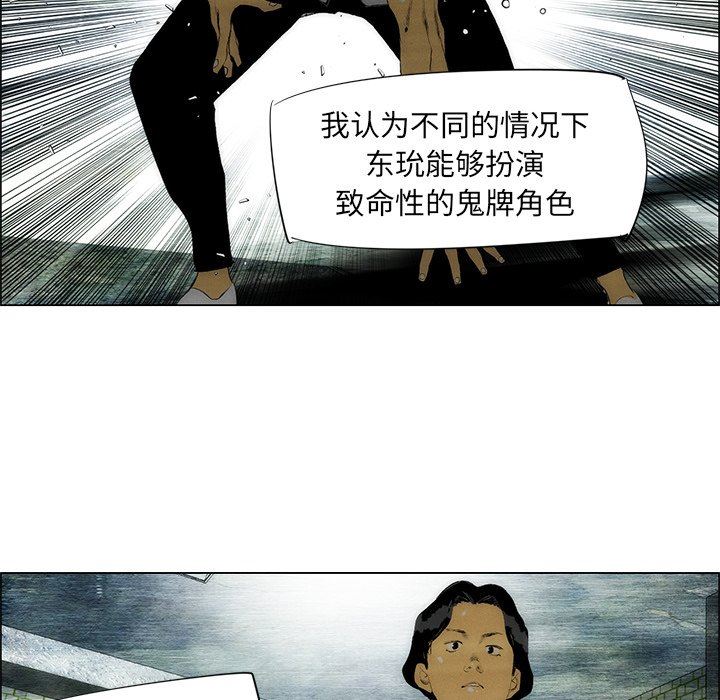 我认为不同的情况下
东玧能够扮演
致命性的鬼牌角色